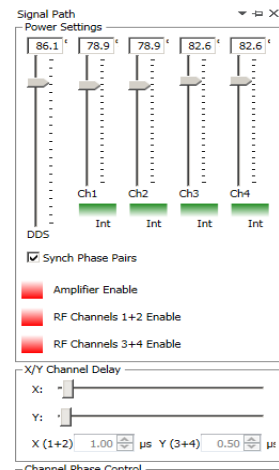 Signal Path
Power Settings
86.1 78.9 78.9 82.6 82.6
Ch1 Ch2 Ch3 Ch4
Int Int Int Int
DDS
Synch Phase Pairs
Amplifier Enable
RF Channels 1+2 Enable
RF Channels 3+4 Enable
X/Y Channel Delay
X:
Y:
X (1+2) 1.00 µs Y (3+4) 0.50 µs
Channel Phase Control